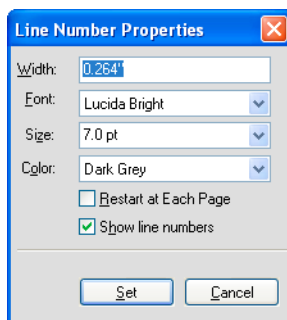 Line Number Properties
Width: 0.264"
Font: Lucida Bright
Size: 7.0 pt
Color: Dark Grey
Restart at Each Page
Show line numbers
Set Cancel